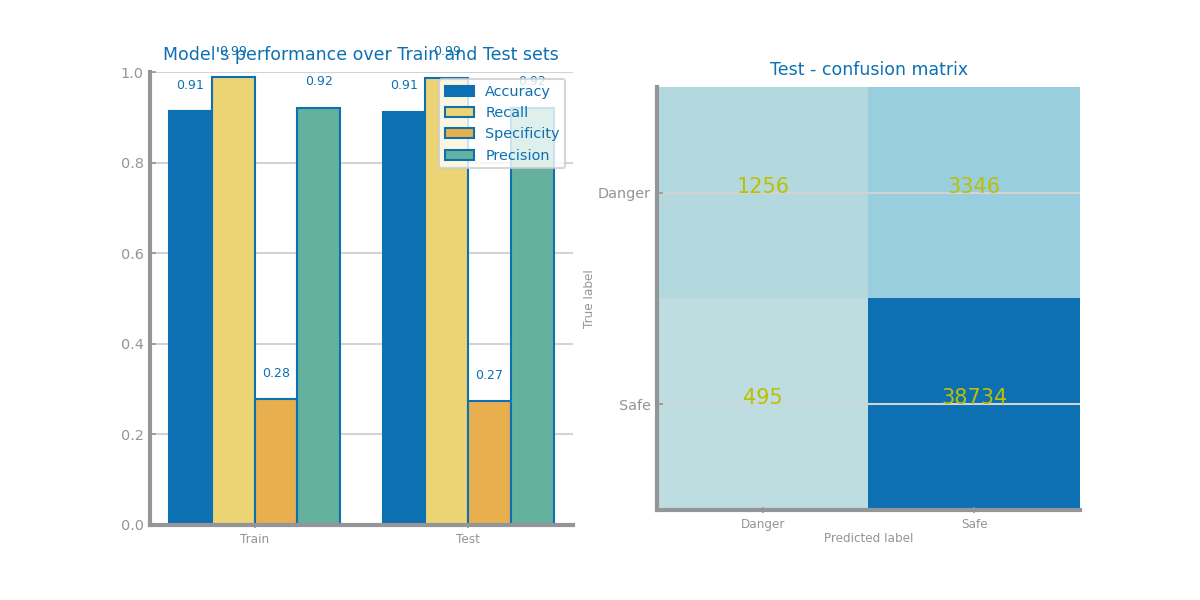 Model's performance over Train and Test sets
0.99
0.99
1.0
0.91
0.92
0.91
0.92
Accuracy
Recall
Specificity
Precision
0.8
0.6
0.4
0.28
0.27
0.2
0.0
Train
Test
Test - confusion matrix
Danger
1256
3346
True label
Safe
495
38734
Danger
Safe
Predicted label